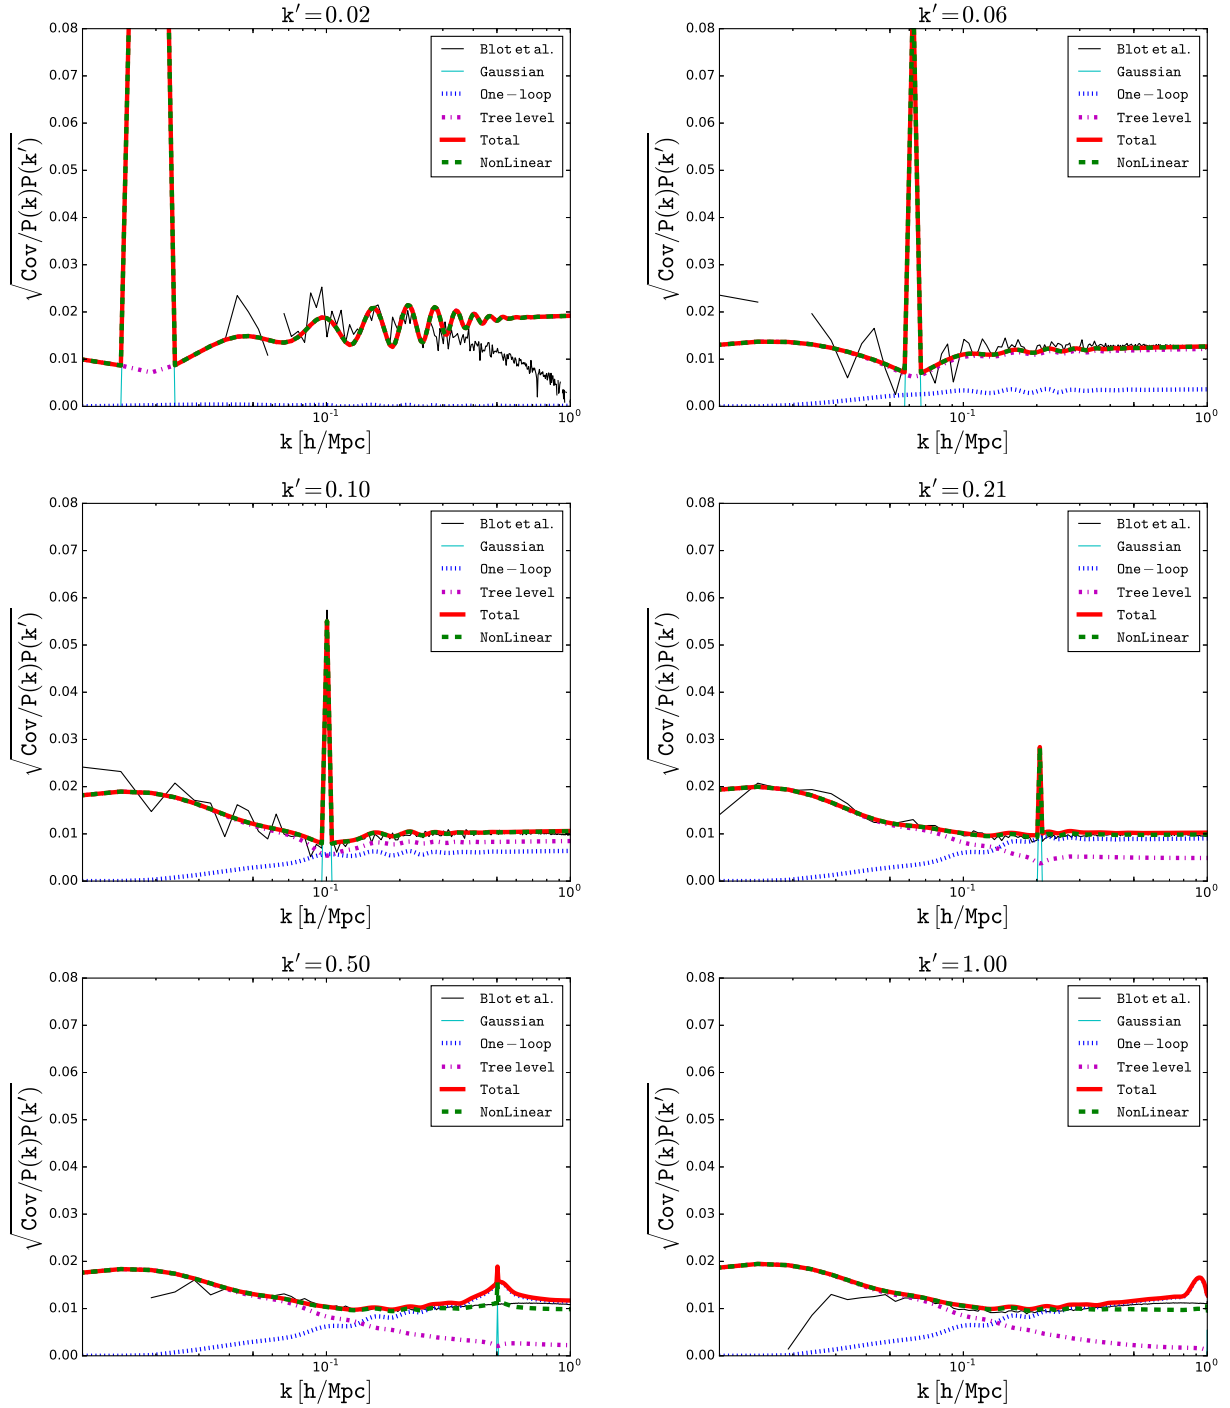 k′=0.02
√Cov/P(k)P(k′)
0.08
0.07
0.06
0.05
0.04
0.03
0.02
0.01
0.00
Blot et al.
Gaussian
One−loop
Tree level
Total
NonLinear
10⁻¹
10⁰
k [h/Mpc]
k′=0.06
√Cov/P(k)P(k′)
0.08
0.07
0.06
0.05
0.04
0.03
0.02
0.01
0.00
Blot et al.
Gaussian
One−loop
Tree level
Total
NonLinear
10⁻¹
10⁰
k [h/Mpc]
k′=0.10
√Cov/P(k)P(k′)
0.08
0.07
0.06
0.05
0.04
0.03
0.02
0.01
0.00
Blot et al.
Gaussian
One−loop
Tree level
Total
NonLinear
10⁻¹
10⁰
k [h/Mpc]
k′=0.21
√Cov/P(k)P(k′)
0.08
0.07
0.06
0.05
0.04
0.03
0.02
0.01
0.00
Blot et al.
Gaussian
One−loop
Tree level
Total
NonLinear
10⁻¹
10⁰
k [h/Mpc]
k′=0.50
√Cov/P(k)P(k′)
0.08
0.07
0.06
0.05
0.04
0.03
0.02
0.01
0.00
Blot et al.
Gaussian
One−loop
Tree level
Total
NonLinear
10⁻¹
10⁰
k [h/Mpc]
k′=1.00
√Cov/P(k)P(k′)
0.08
0.07
0.06
0.05
0.04
0.03
0.02
0.01
0.00
Blot et al.
Gaussian
One−loop
Tree level
Total
NonLinear
10⁻¹
10⁰
k [h/Mpc]